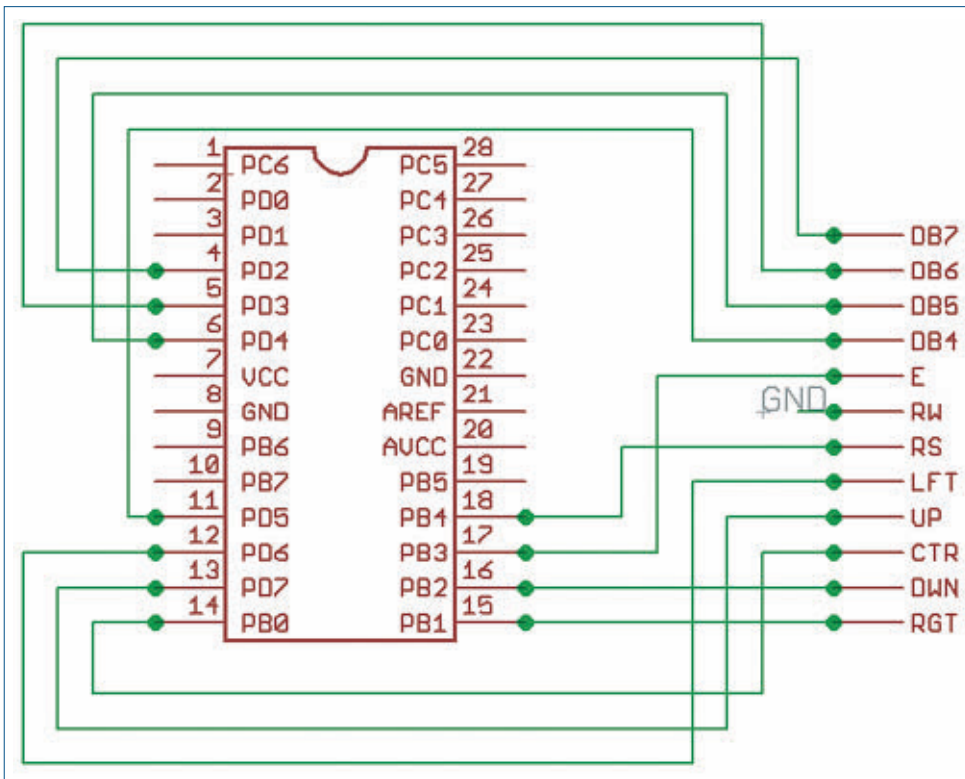 1 PC6 PC5 28
2 PD0 PC4 27
3 PD1 PC3 26 DB7
4 PD2 PC2 25 DB6
5 PD3 PC1 24 DB5
6 PD4 PC0 23 DB4
7 VCC GND 22 E
8 GND AREF 21 GND RW
9 PB6 AVCC 20 RS
10 PB7 PB5 19 LFT
11 PD5 PB4 18 UP
12 PD6 PB3 17 CTR
13 PD7 PB2 16 DWN
14 PB0 PB1 15 RGT